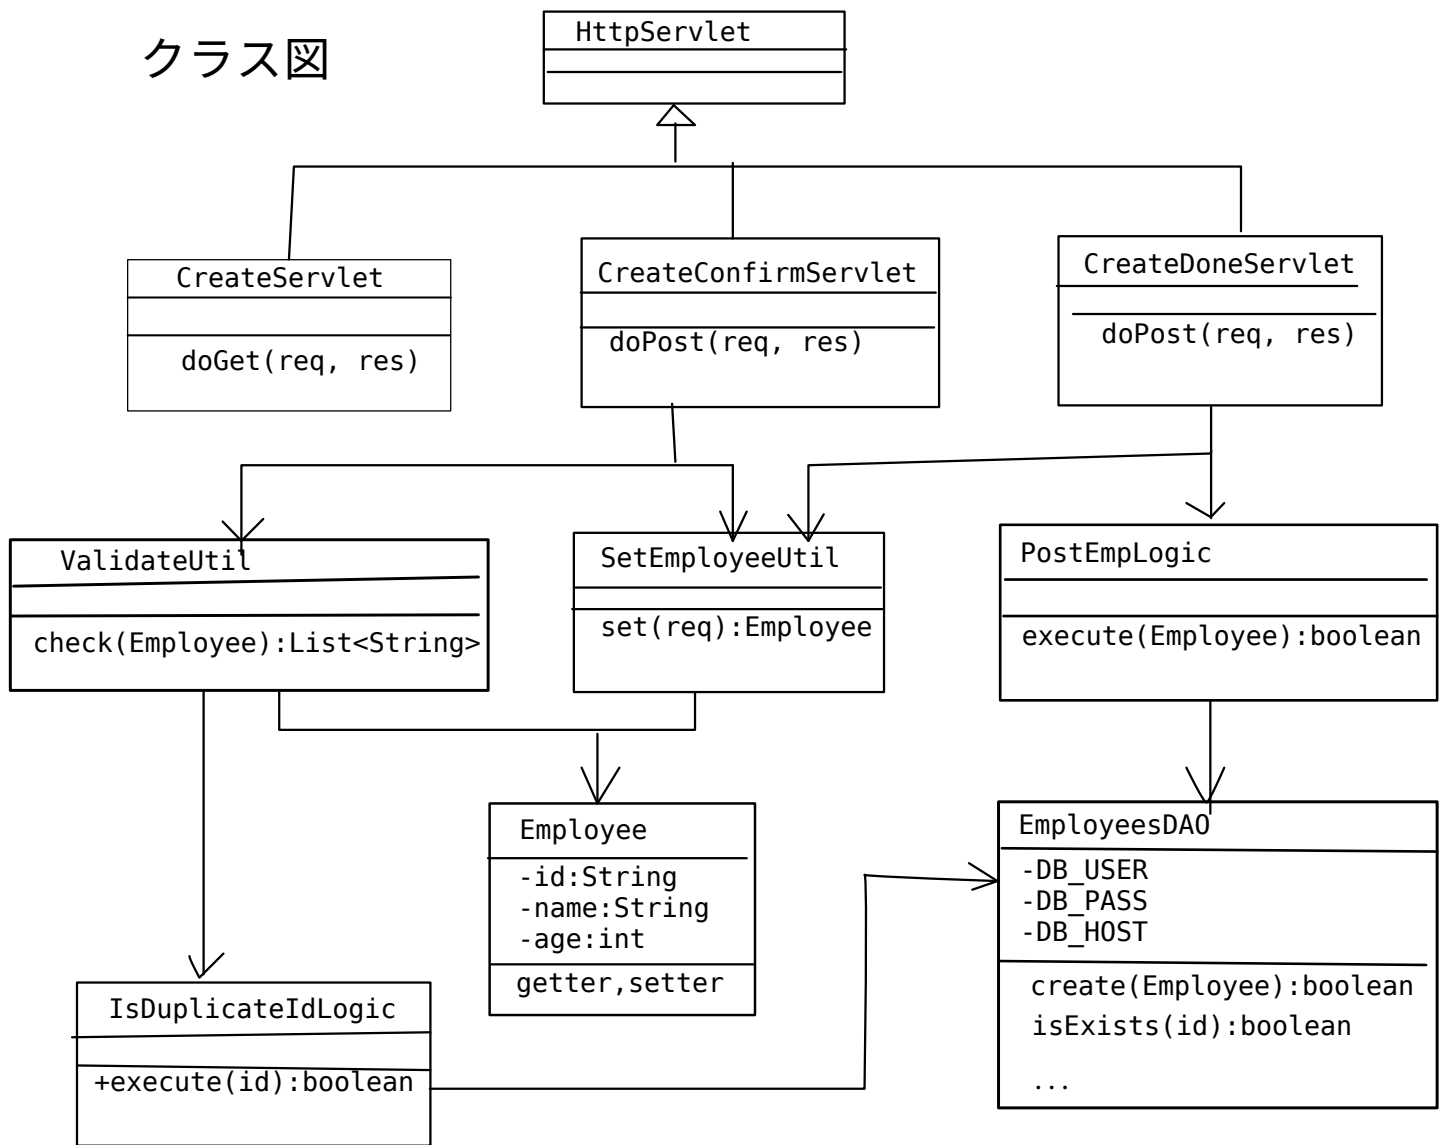 クラス図
HttpServlet
CreateServlet
doGet(req, res)
CreateConfirmServlet
doPost(req, res)
CreateDoneServlet
doPost(req, res)
ValidateUtil
check(Employee):List<String>
SetEmployeeUtil
set(req):Employee
PostEmpLogic
execute(Employee):boolean
Employee
-id:String
-name:String
-age:int
getter,setter
EmployeesDAO
-DB_USER
-DB_PASS
-DB_HOST
create(Employee):boolean
isExists(id):boolean
...
IsDuplicateIdLogic
+execute(id):boolean